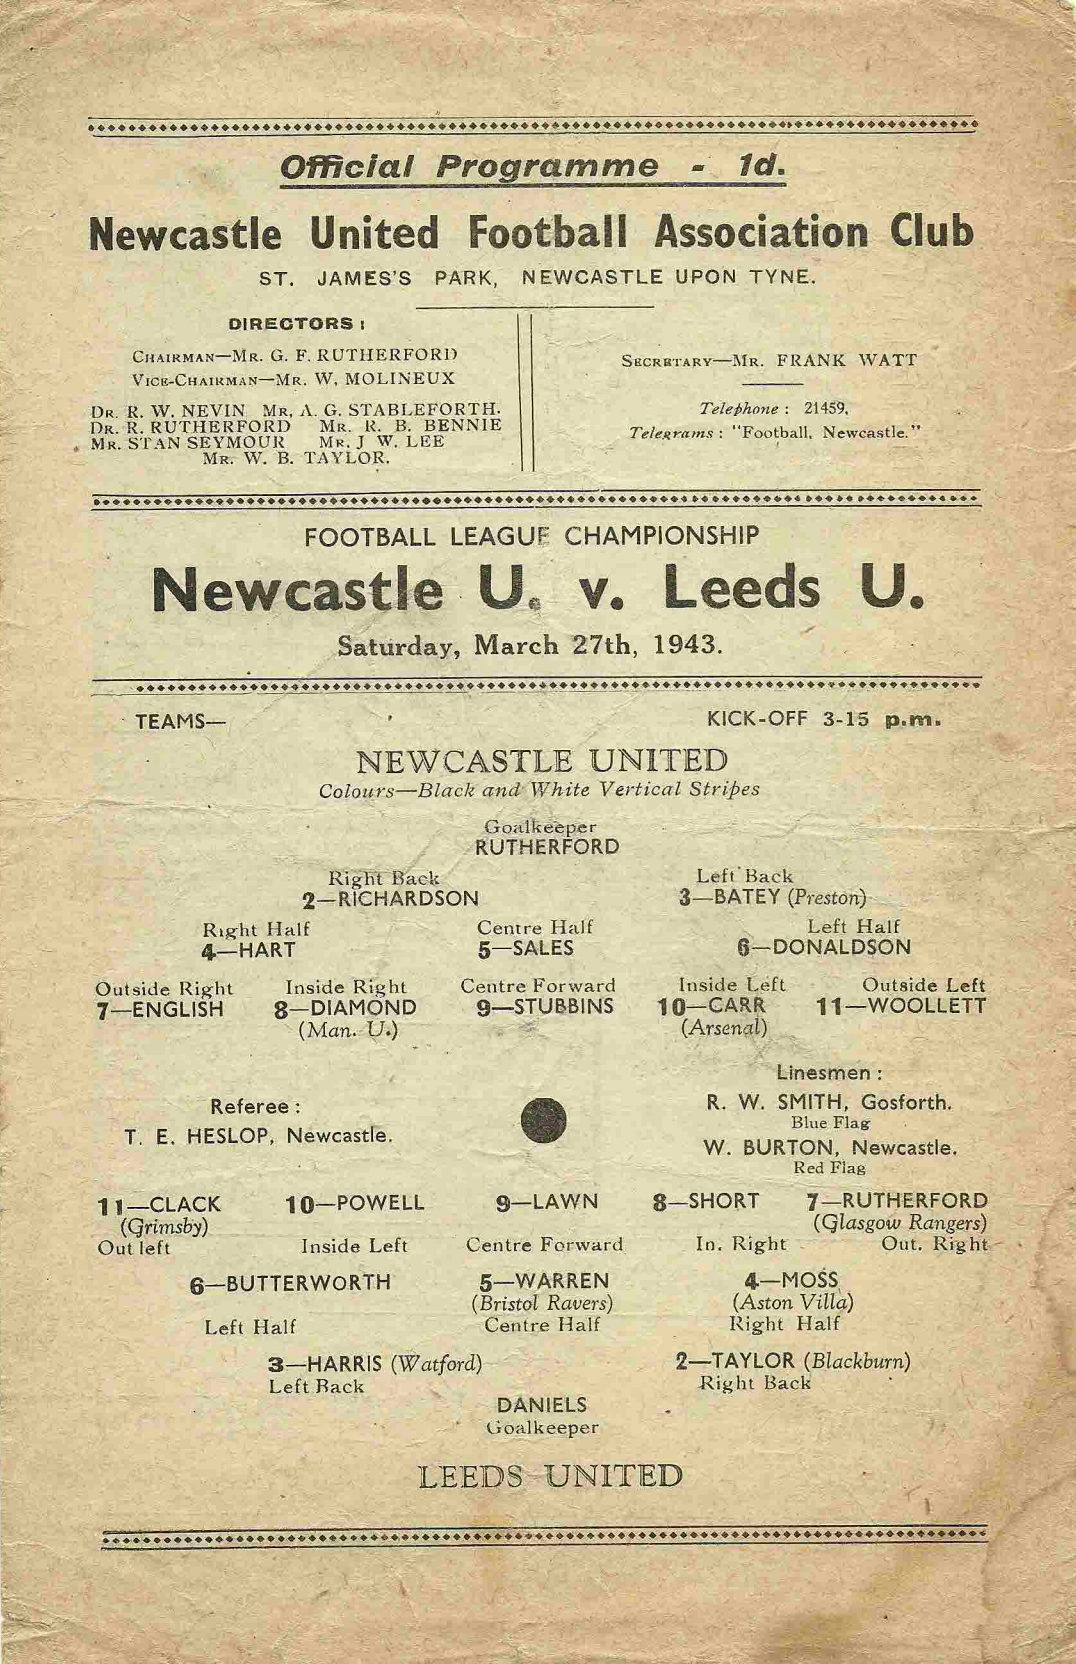 Official Programme - 1d.
Newcastle United Football Association Club
ST. JAMES'S PARK, NEWCASTLE UPON TYNE.
DIRECTORS :
CHAIRMAN—MR. G. F. RUTHERFORD
VICE-CHAIRMAN—MR. W. MOLINEUX
DR. R. W. NEVIN MR. A. G. STABLEFORTH.
DR. R. RUTHERFORD MR. R. B. BENNIE
MR. STAN SEYMOUR MR. J W. LEE
MR. W. B. TAYLOR.
SECRETARY—MR. FRANK WATT
Telephone : 21459.
Telegrams : "Football, Newcastle."
FOOTBALL LEAGUE CHAMPIONSHIP
Newcastle U. v. Leeds U.
Saturday, March 27th, 1943.
TEAMS— KICK-OFF 3-15 p.m.
NEWCASTLE UNITED
Colours—Black and White Vertical Stripes
Goalkeeper
RUTHERFORD
Right Back Left Back
2—RICHARDSON 3—BATEY (Preston)
Right Half Centre Half Left Half
4—HART 5—SALES 6—DONALDSON
Outside Right Inside Right Centre Forward Inside Left Outside Left
7—ENGLISH 8—DIAMOND 9—STUBBINS 10—CARR 11—WOOLLETT
(Man. U.) (Arsenal)
Referee :
T. E. HESLOP, Newcastle.
Linesmen :
R. W. SMITH, Gosforth.
Blue Flag
W. BURTON, Newcastle.
Red Flag
11—CLACK 10—POWELL 9—LAWN 8—SHORT 7—RUTHERFORD
(Grimsby) (Glasgow Rangers)
Out left Inside Left Centre Forward In. Right Out. Right
6—BUTTERWORTH 5—WARREN 4—MOSS
(Bristol Ravers) (Aston Villa)
Left Half Centre Half Right Half
3—HARRIS (Watford) 2—TAYLOR (Blackburn)
Left Back Right Back
DANIELS
Goalkeeper
LEEDS UNITED